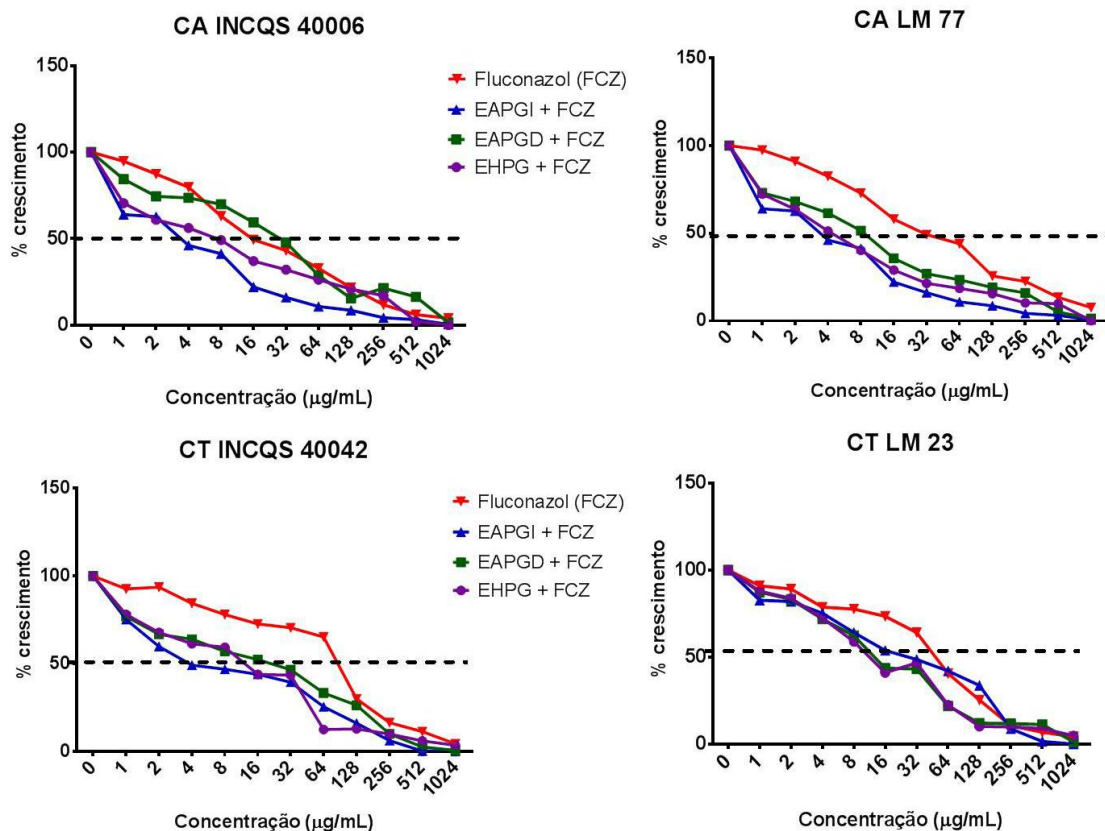 CA INCQS 40006
150
100
50
0
% crescimento
0 1 2 4 8 16 32 64 128 256 512 1024
Concentração (µg/mL)
Fluconazol (FCZ)
EAPGI + FCZ
EAPGD + FCZ
EHPG + FCZ
CA LM 77
150
100
50
0
% crescimento
0 1 2 4 8 16 32 64 128 256 512 1024
Concentração (µg/mL)
CT INCQS 40042
150
100
50
0
% crescimento
0 1 2 4 8 16 32 64 128 256 512 1024
Concentração (µg/mL)
Fluconazol (FCZ)
EAPGI + FCZ
EAPGD + FCZ
EHPG + FCZ
CT LM 23
150
100
50
0
% crescimento
0 1 2 4 8 16 32 64 128 256 512 1024
Concentração (µg/mL)